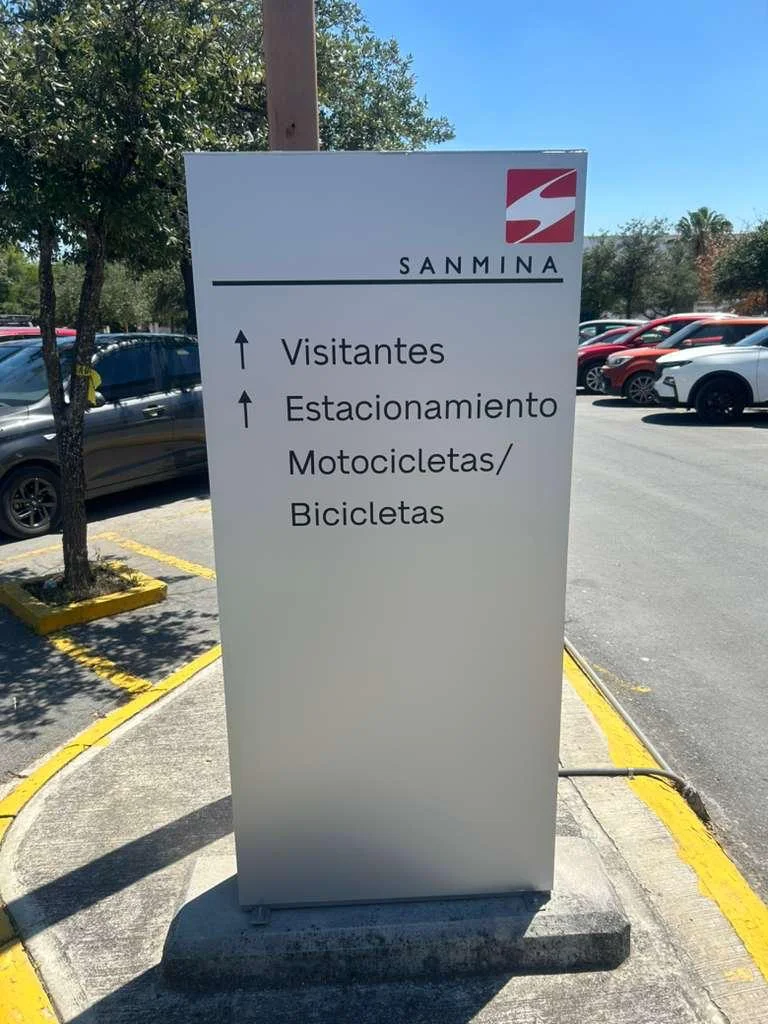 SANMINA
↑ Visitantes
↑ Estacionamiento
Motocicletas/
Bicicletas